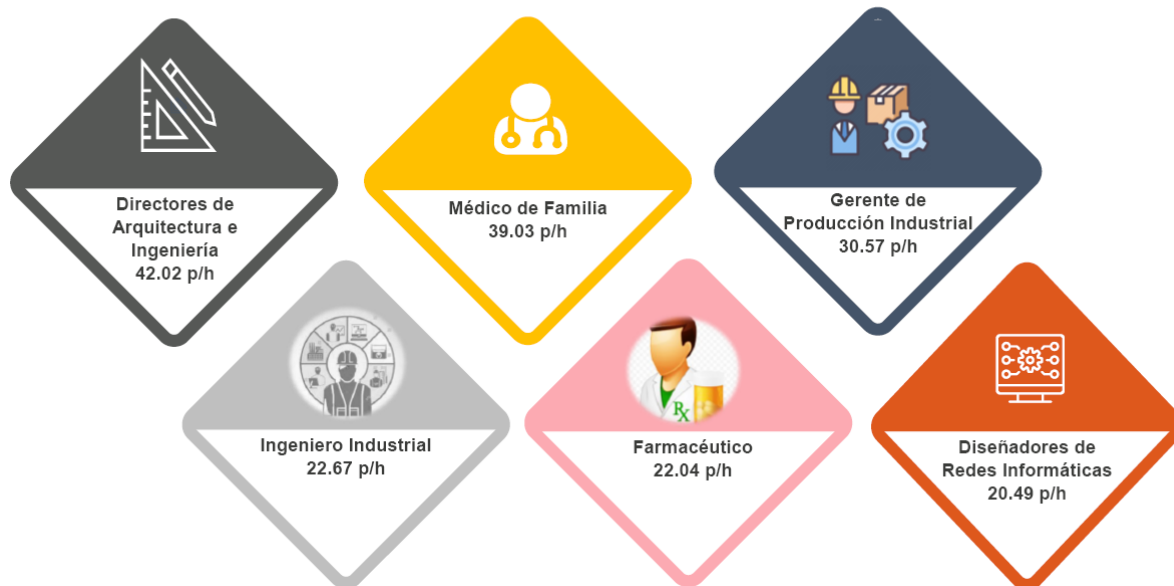 Directores de
Arquitectura e
Ingeniería
42.02 p/h
Médico de Familia
39.03 p/h
Gerente de
Producción Industrial
30.57 p/h
Ingeniero Industrial
22.67 p/h
RX
Farmacéutico
22.04 p/h
Diseñadores de
Redes Informáticas
20.49 p/h